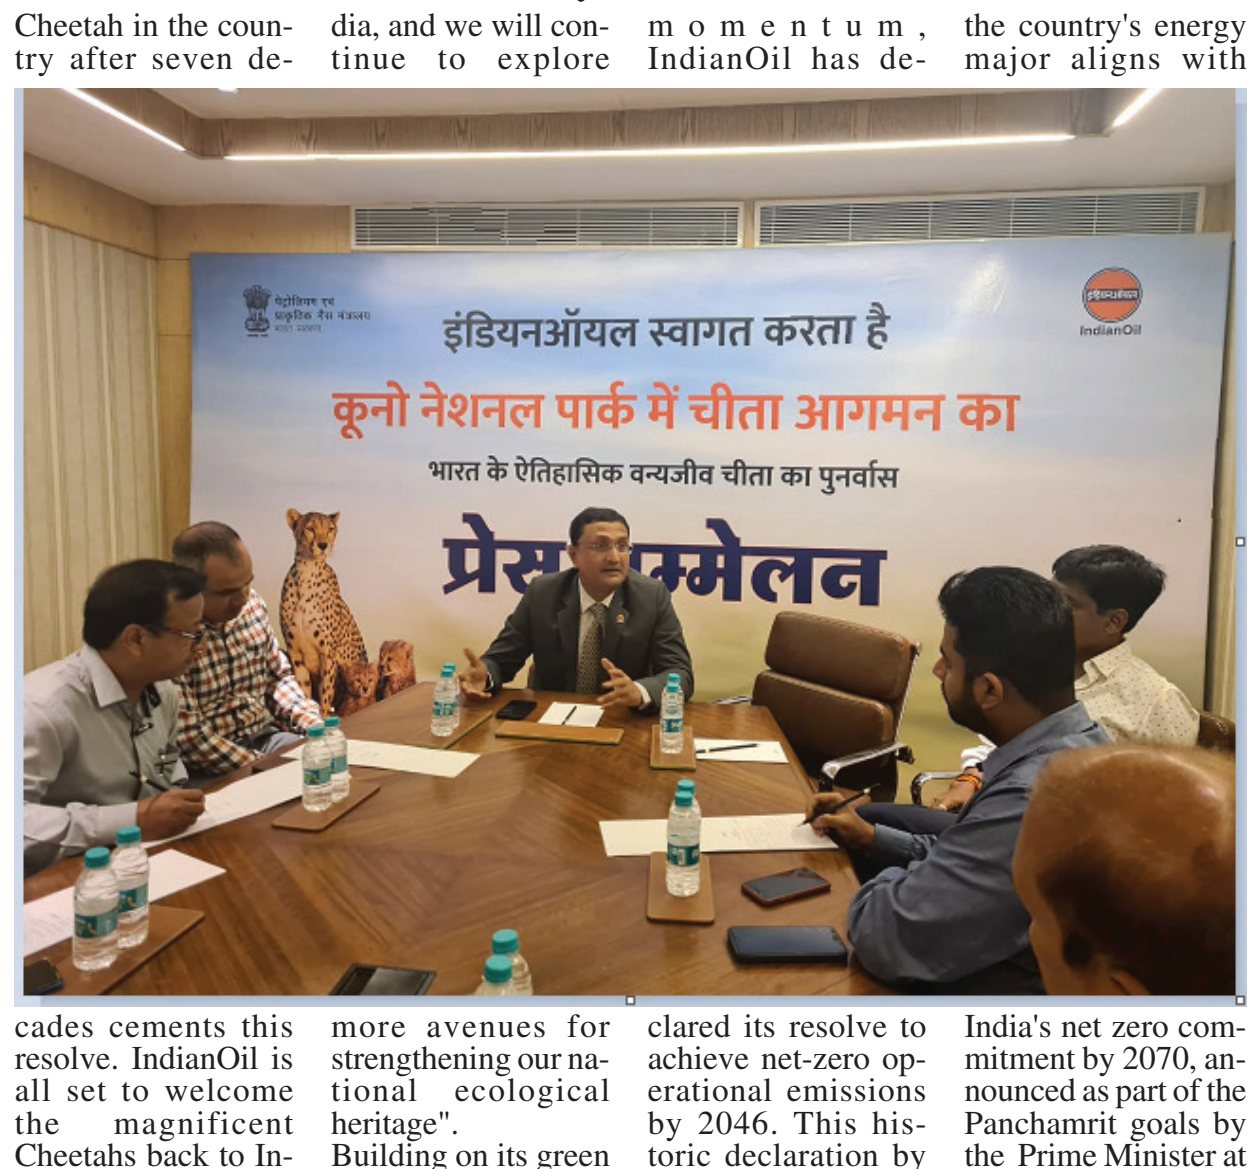 Cheetah in the coun-
try after seven de-
cades cements this
resolve. IndianOil is
all set to welcome
the magnificent
Cheetahs back to In-
dia, and we will con-
tinue to explore
more avenues for
strengthening our na-
tional ecological
heritage".
Building on its green
momentum,
IndianOil has de-
clared its resolve to
achieve net-zero op-
erational emissions
by 2046. This his-
toric declaration by
the country's energy
major aligns with
India's net zero com-
mitment by 2070, an-
nounced as part of the
Panchamrit goals by
the Prime Minister at
पेट्रोलियम एवं
प्राकृतिक गैस मंत्रालय
भारत सरकार
इंडियनऑयल
IndianOil
इंडियनऑयल स्वागत करता है
कूनो नेशनल पार्क में चीता आगमन का
भारत के ऐतिहासिक वन्यजीव चीता का पुनर्वास
प्रेस सम्मेलन